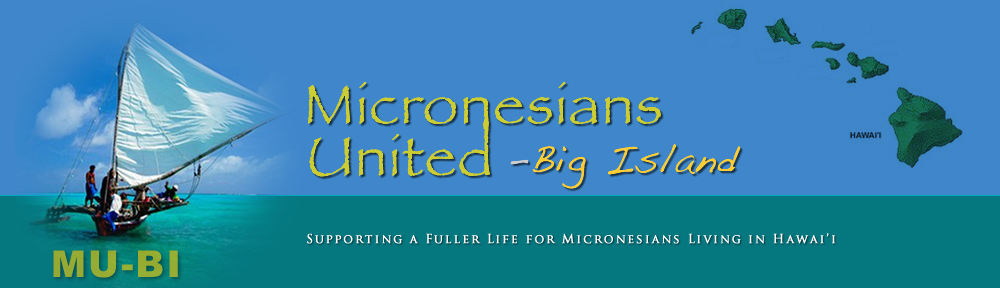 Micronesians
United -Big Island
HAWAI'I
Supporting a Fuller Life for Micronesians Living in Hawai'i
MU-BI